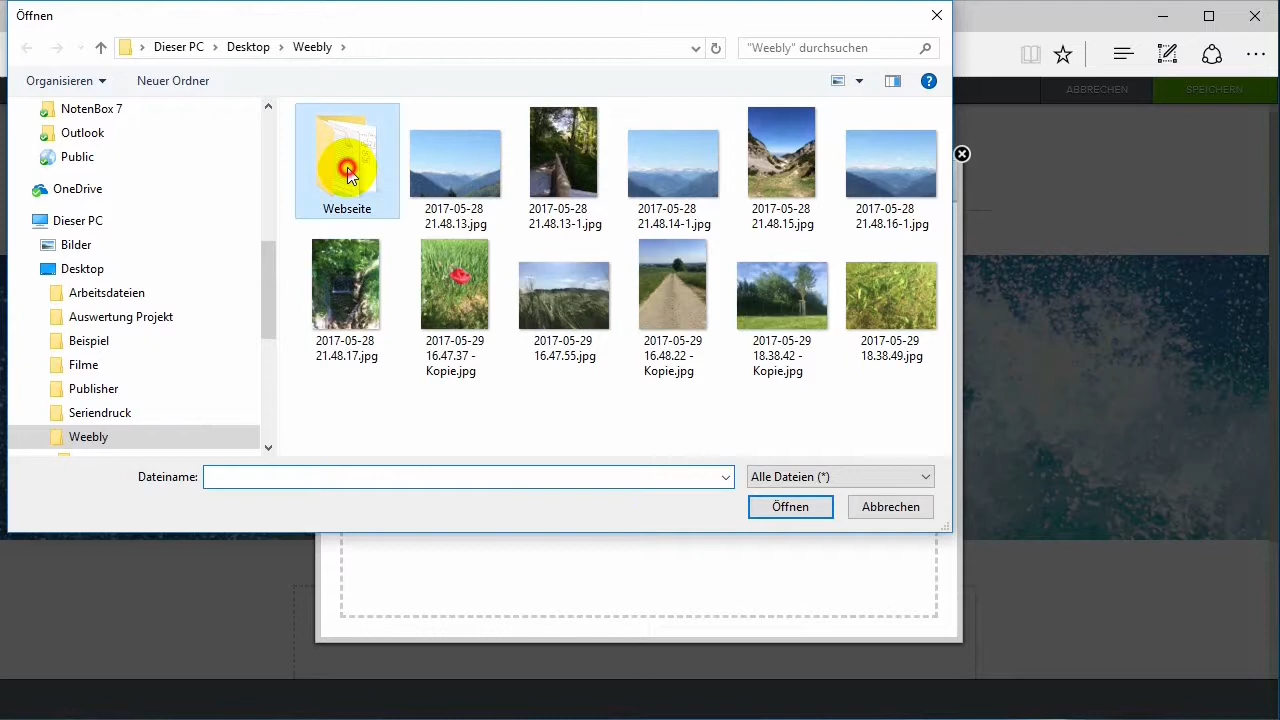 Öffnen
Dieser PC
Desktop
Weebly
"Weebly" durchsuchen
Organisieren
Neuer Ordner
ABBRECHEN
SPEICHERN
NotenBox 7
Outlook
Public
OneDrive
Dieser PC
Bilder
Desktop
Arbeitsdateien
Auswertung Projekt
Beispiel
Filme
Publisher
Seriendruck
Weebly
Webseite
2017-05-28
21.48.13.jpg
2017-05-28
21.48.13-1.jpg
2017-05-28
21.48.14-1.jpg
2017-05-28
21.48.15.jpg
2017-05-28
21.48.16-1.jpg
2017-05-28
21.48.17.jpg
2017-05-29
16.47.37 -
Kopie.jpg
2017-05-29
16.47.55.jpg
2017-05-29
16.48.22 -
Kopie.jpg
2017-05-29
18.38.42 -
Kopie.jpg
2017-05-29
18.38.49.jpg
Dateiname:
Alle Dateien (*)
Öffnen
Abbrechen